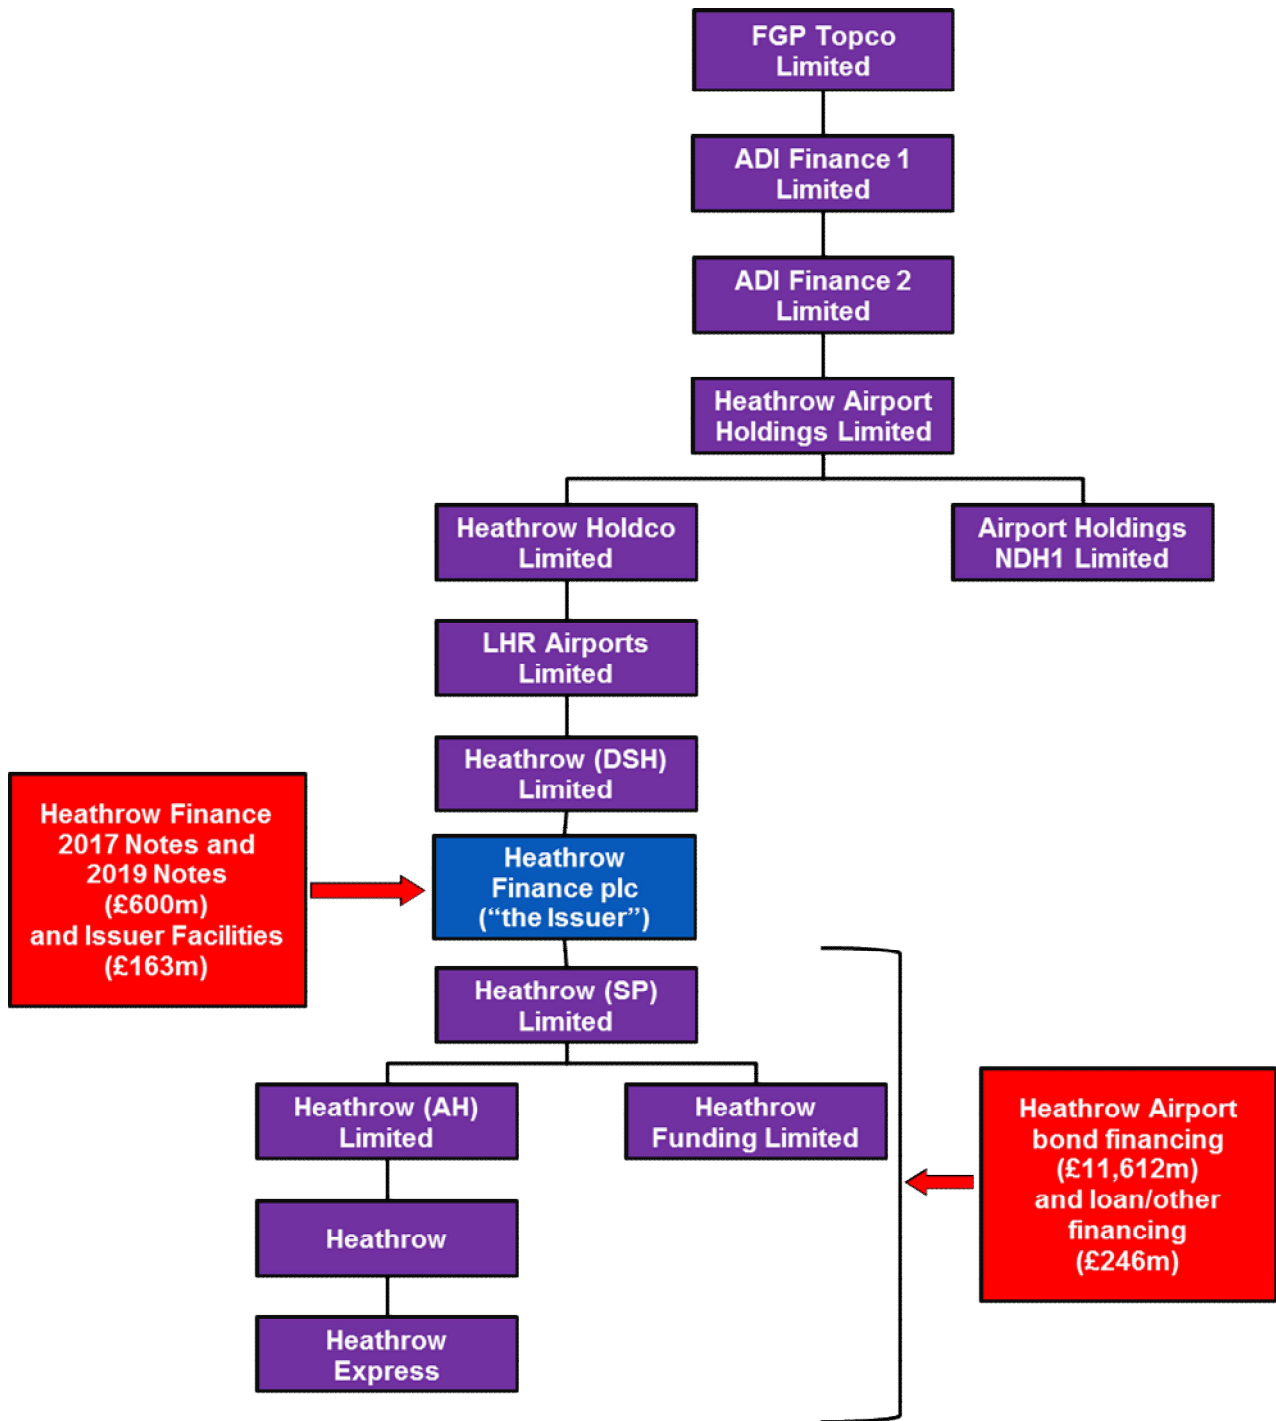 FGP Topco
Limited
ADI Finance 1
Limited
ADI Finance 2
Limited
Heathrow Airport
Holdings Limited
Heathrow Holdco
Limited
Airport Holdings
NDH1 Limited
LHR Airports
Limited
Heathrow (DSH)
Limited
Heathrow Finance
2017 Notes and
2019 Notes
(£600m)
and Issuer Facilities
(£163m)
Heathrow
Finance plc
(“the Issuer”)
Heathrow (SP)
Limited
Heathrow (AH)
Limited
Heathrow
Funding Limited
Heathrow Airport
bond financing
(£11,612m)
and loan/other
financing
(£246m)
Heathrow
Heathrow
Express